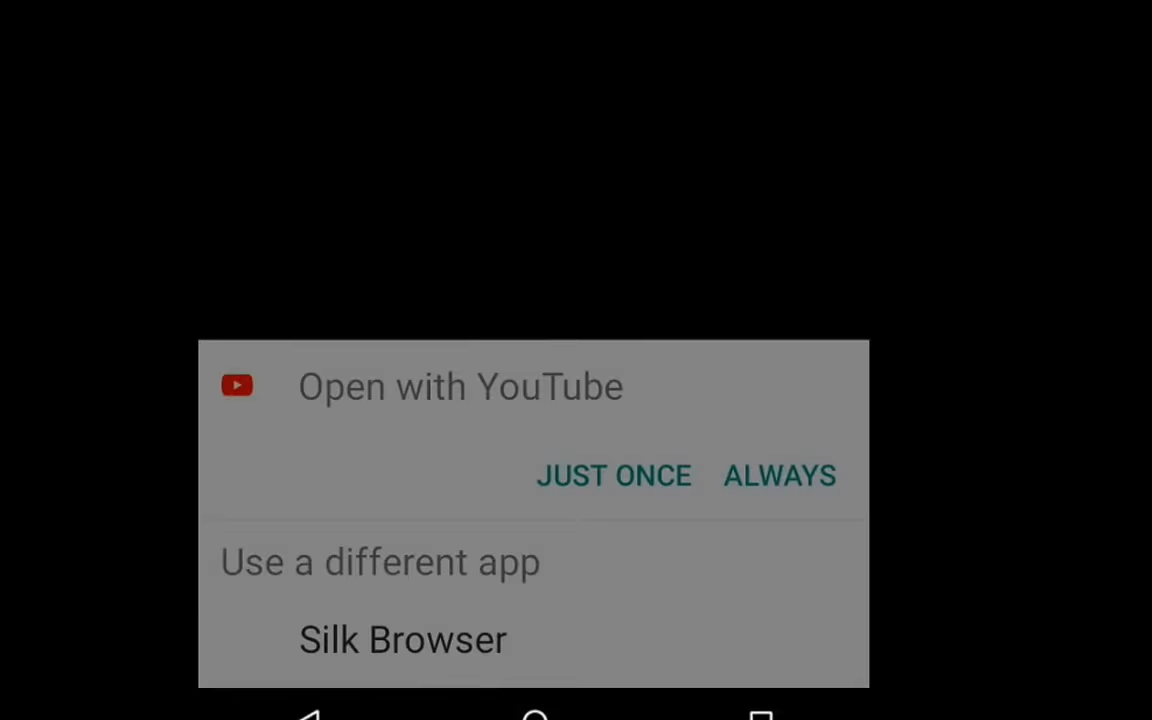 Open with YouTube
JUST ONCE ALWAYS
Use a different app
Silk Browser